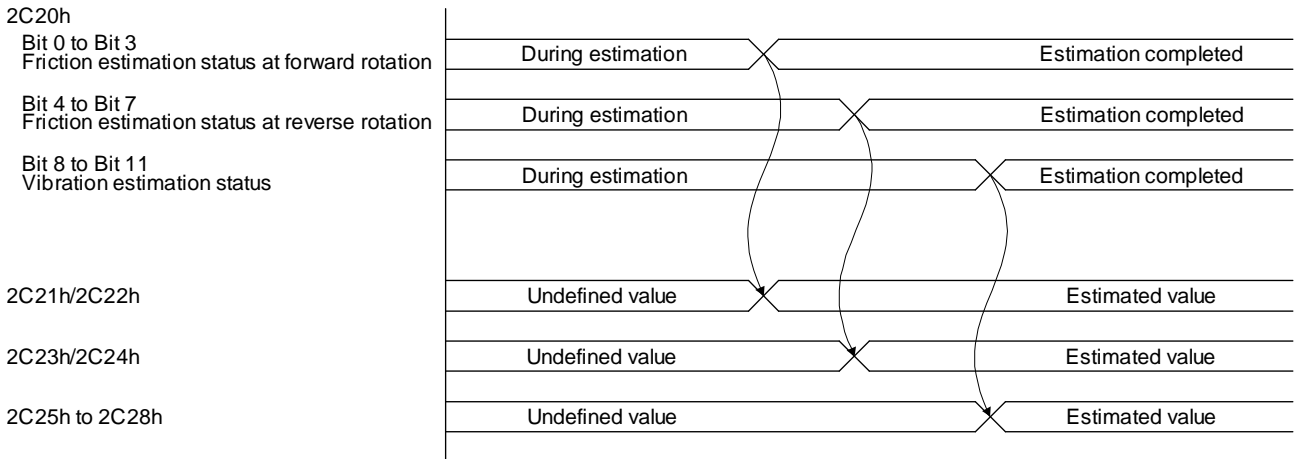 2C20h
Bit 0 to Bit 3
Friction estimation status at forward rotation
During estimation
Estimation completed
Bit 4 to Bit 7
Friction estimation status at reverse rotation
During estimation
Estimation completed
Bit 8 to Bit 11
Vibration estimation status
During estimation
Estimation completed
2C21h/2C22h
Undefined value
Estimated value
2C23h/2C24h
Undefined value
Estimated value
2C25h to 2C28h
Undefined value
Estimated value